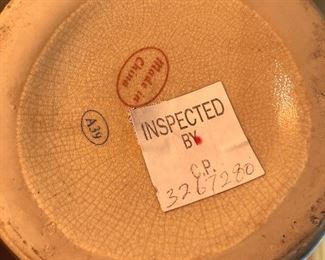 Made in
China
A39
INSPECTED
BY
C.P.
3267280